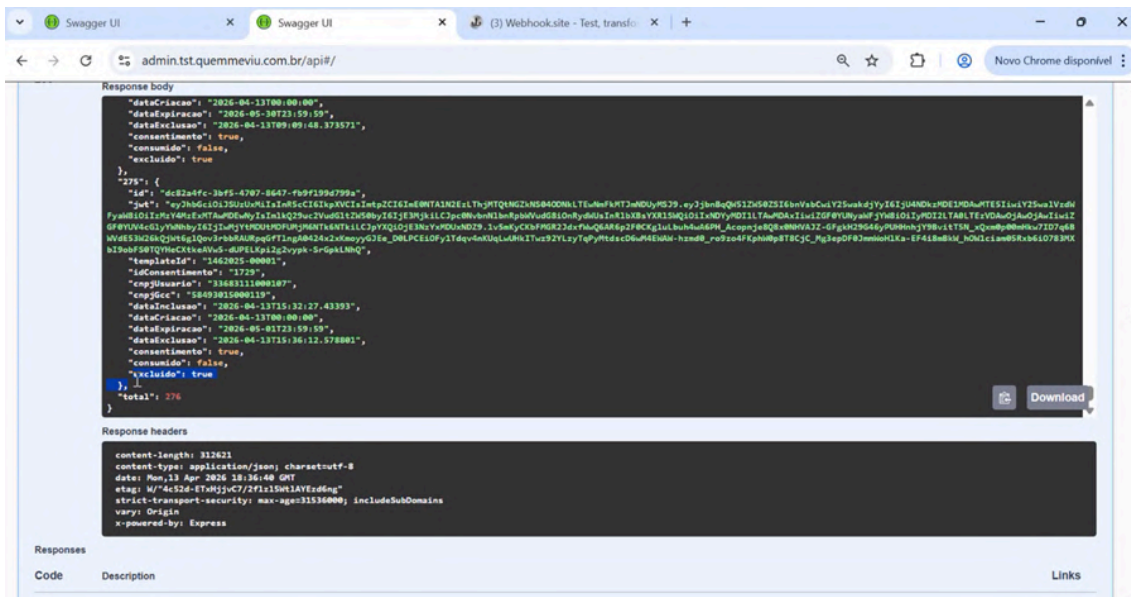 Swagger UI
Swagger UI
(3) Webhook.site - Test, transfo
admin.tst.quemmeviu.com.br/api#/
Novo Chrome disponível
Response body
"dataCriacao": "2026-04-13T00:00:00",
"dataExpiracao": "2026-05-30T23:59:59",
"dataExclusao": "2026-04-13T09:09:48.373571",
"consentimento": true,
"consumido": false,
"excluido": true
},
"275": {
"id": "dc82a4fc-3bf5-4707-8647-fb9f199d799a",
"jwt":
"templateId": "1462025-00001",
"idConsentimento": "1729",
"cnpjUsuario": "33683111000107",
"cnpjGcc": "58493015000119",
"dataInclusao": "2026-04-13T15:32:27.43393",
"dataCriacao": "2026-04-13T00:00:00",
"dataExpiracao": "2026-05-01T23:59:59",
"dataExclusao": "2026-04-13T15:36:12.578801",
"consentimento": true,
"consumido": false,
"excluido": true
},
"total": 276
}
Download
Response headers
content-length: 312621
content-type: application/json; charset=utf-8
date: Mon,13 Apr 2026 18:36:40 GMT
etag: W/"4c52d-ETxHjjvC7/2flzl5WtlAYEzd6ng"
strict-transport-security: max-age=31536000; includeSubDomains
vary: Origin
x-powered-by: Express
Responses
Code Description Links